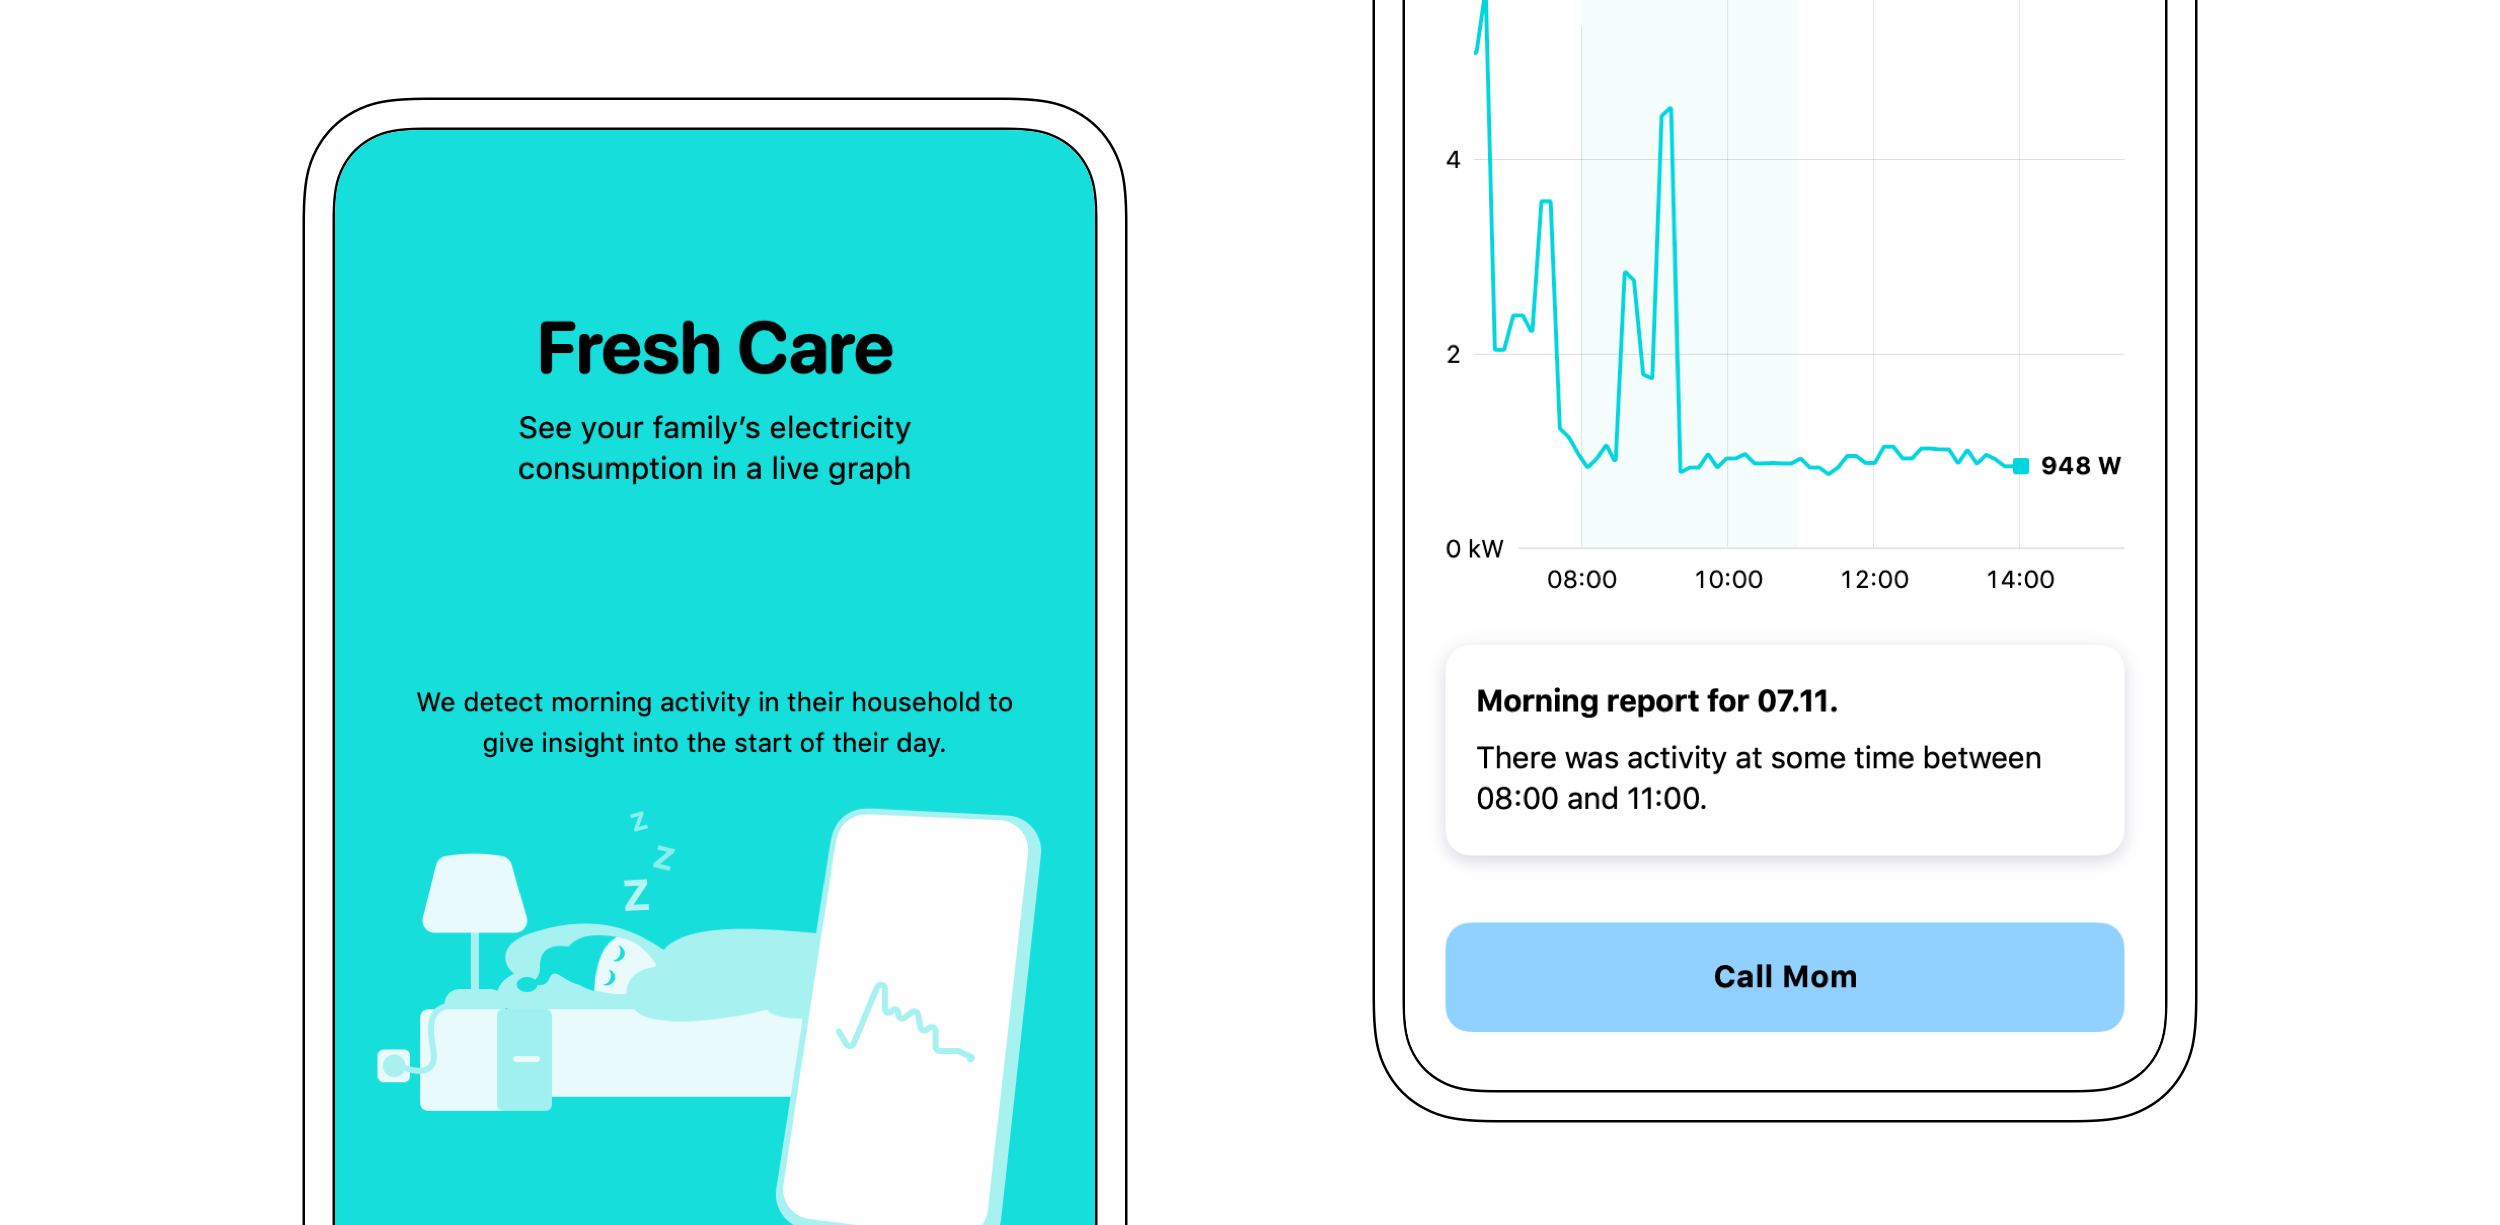 Fresh Care
See your family’s electricity
consumption in a live graph
We detect morning activity in their household to
give insight into the start of their day.
z
z
z
4
2
948 W
0 kW
08:00 10:00 12:00 14:00
Morning report for 07.11.
There was activity at some time between
08:00 and 11:00.
Call Mom